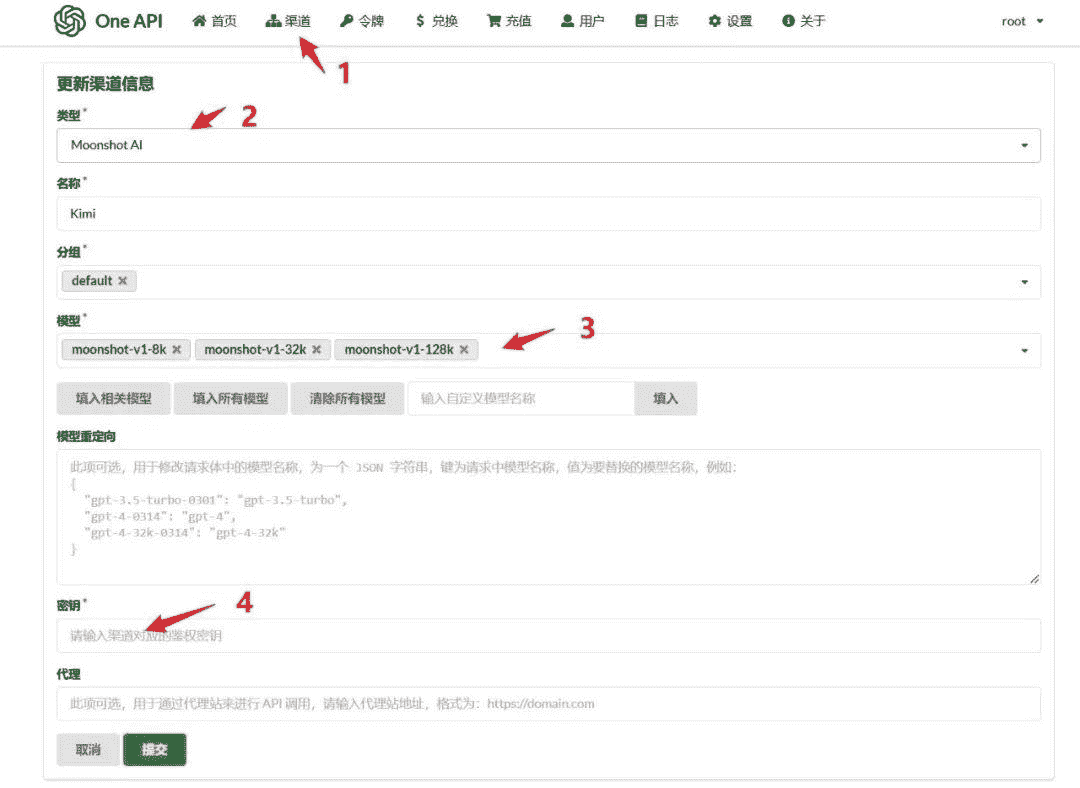 One API 首页 渠道 令牌 兑换 充值 用户 日志 设置 关于 root
1
更新渠道信息
类型*
2
Moonshot AI
名称*
Kimi
分组*
default
模型*
3
moonshot-v1-8k moonshot-v1-32k moonshot-v1-128k
填入相关模型 填入所有模型 清除所有模型 输入自定义模型名称 填入
模型重定向
此项可选，用于修改请求体中的模型名称，为一个 JSON 字符串，键为请求中模型名称，值为要替换的模型名称，例如：
{
"gpt-3.5-turbo-0301": "gpt-3.5-turbo",
"gpt-4-0314": "gpt-4",
"gpt-4-32k-0314": "gpt-4-32k"
}
密钥*
4
请输入渠道对应的鉴权密钥
代理
此项可选，用于通过代理站来进行 API 调用，请输入代理站地址，格式为：https://domain.com
取消 提交